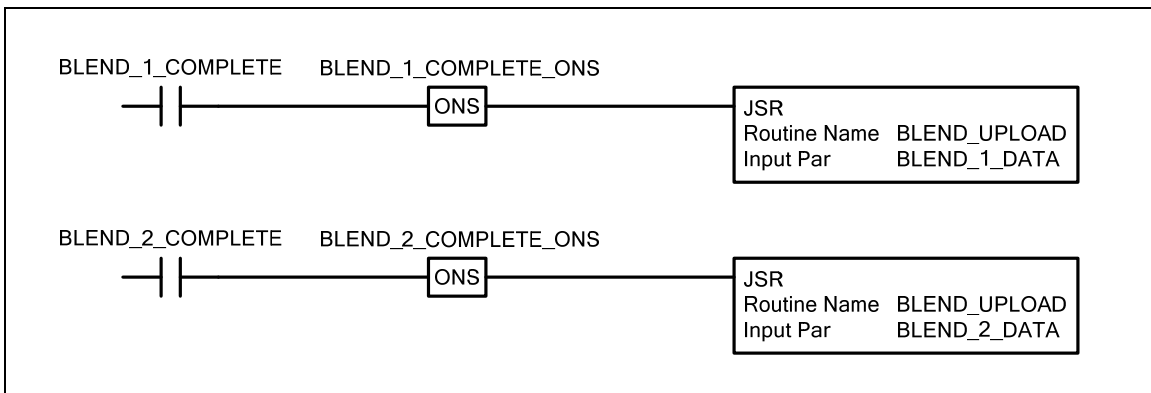 BLEND_1_COMPLETE BLEND_1_COMPLETE_ONS
ONS
JSR
Routine Name BLEND_UPLOAD
Input Par BLEND_1_DATA
BLEND_2_COMPLETE BLEND_2_COMPLETE_ONS
ONS
JSR
Routine Name BLEND_UPLOAD
Input Par BLEND_2_DATA